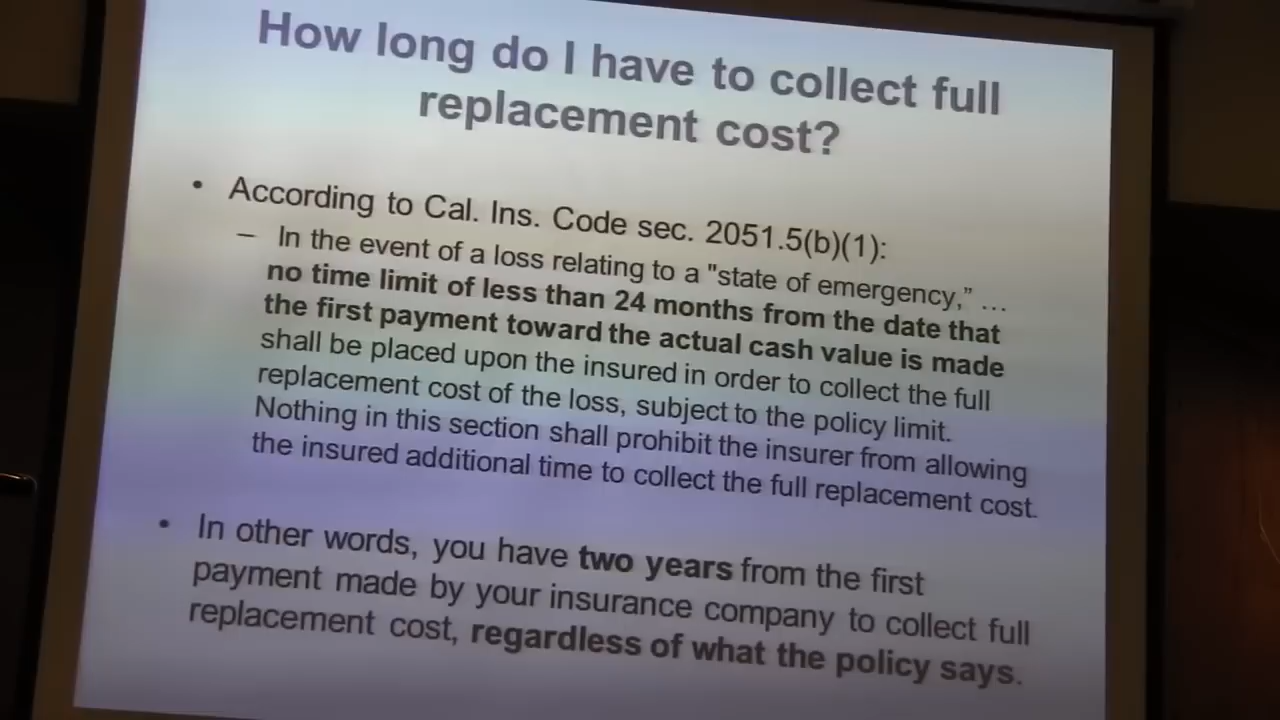 How long do I have to collect full
replacement cost?
• According to Cal. Ins. Code sec. 2051.5(b)(1):
– In the event of a loss relating to a "state of emergency,” …
no time limit of less than 24 months from the date that
the first payment toward the actual cash value is made
shall be placed upon the insured in order to collect the full
replacement cost of the loss, subject to the policy limit.
Nothing in this section shall prohibit the insurer from allowing
the insured additional time to collect the full replacement cost.
• In other words, you have two years from the first
payment made by your insurance company to collect full
replacement cost, regardless of what the policy says.